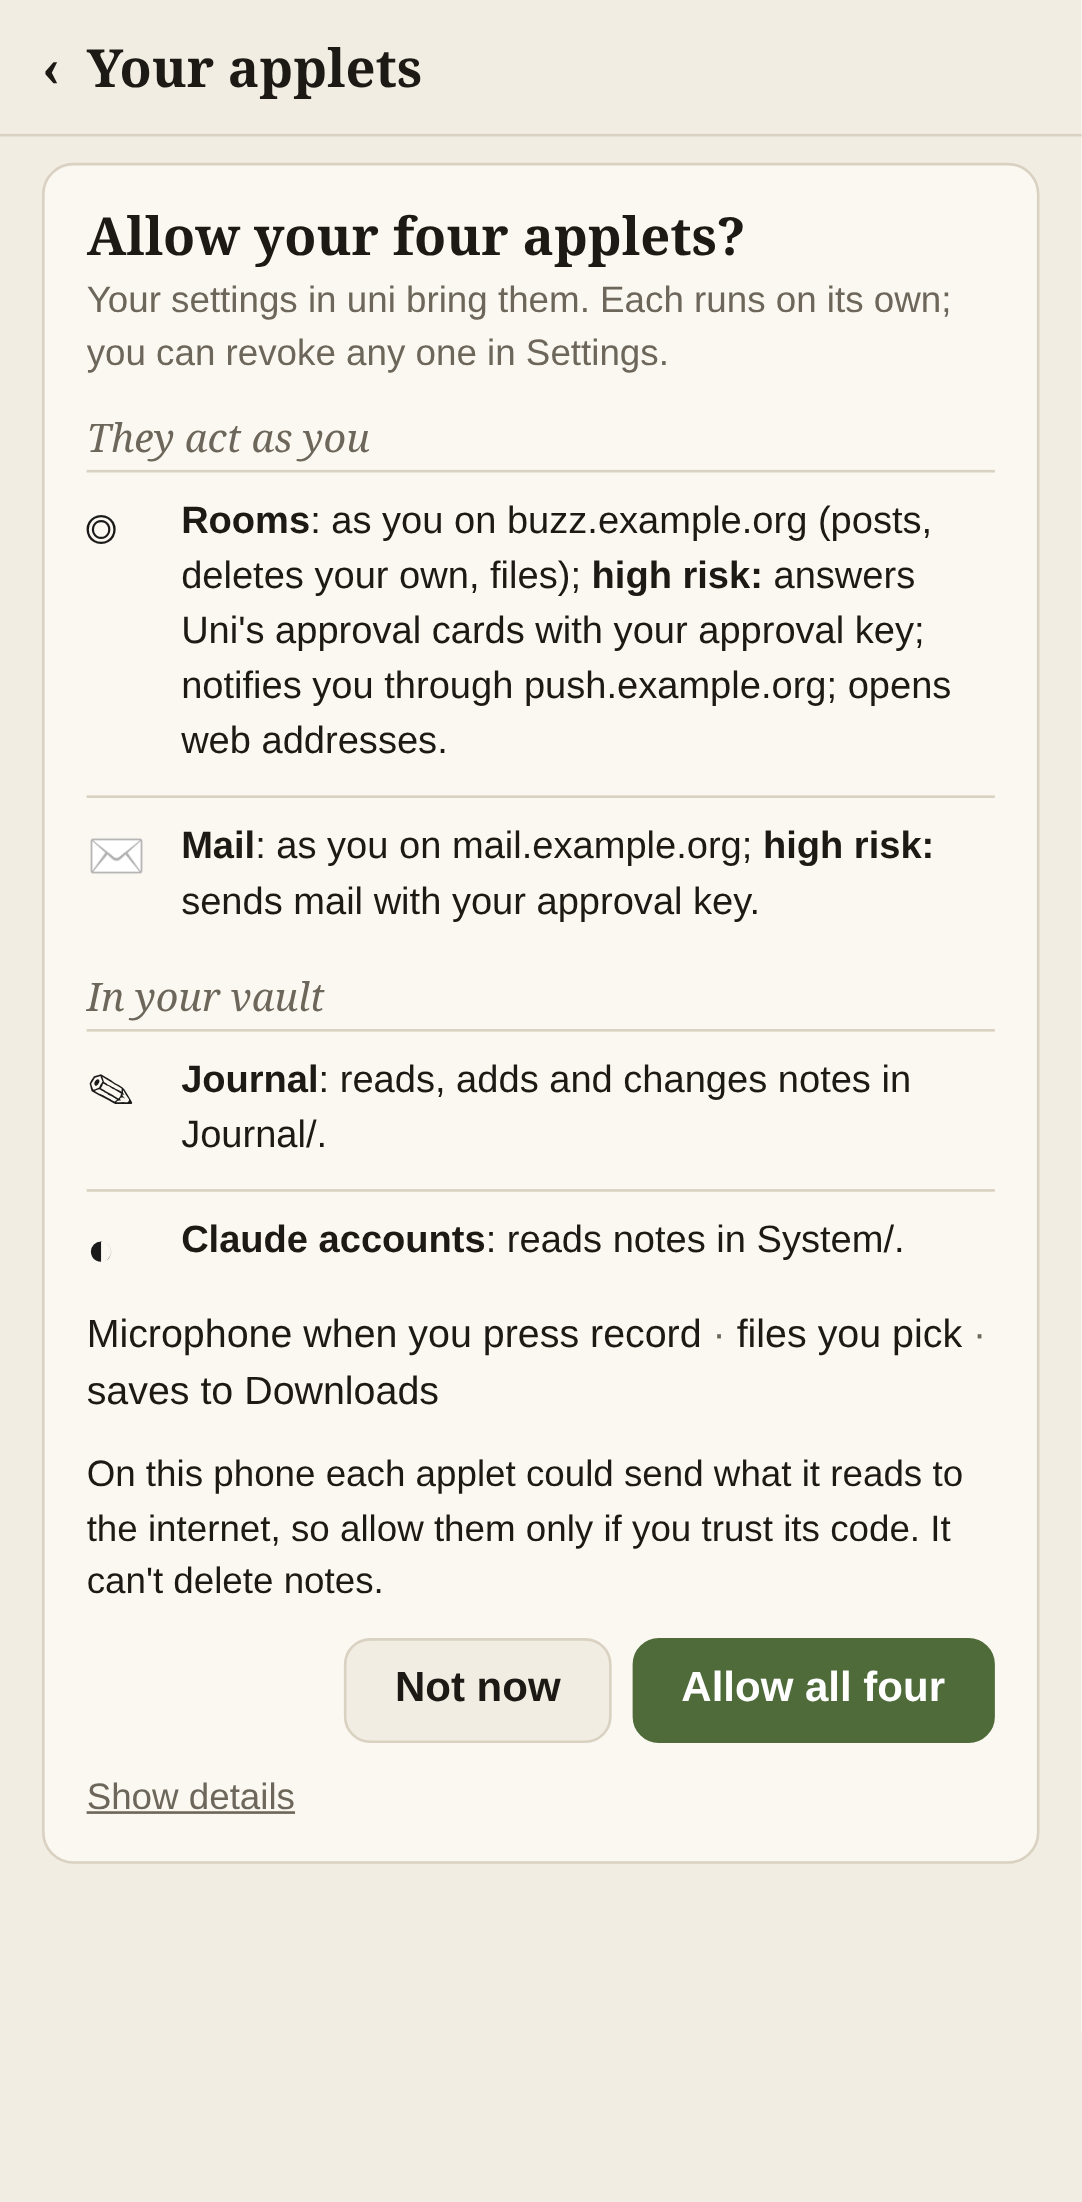 ‹ Your applets
Allow your four applets?
Your settings in uni bring them. Each runs on its own;
you can revoke any one in Settings.
They act as you
Rooms: as you on buzz.example.org (posts,
deletes your own, files); high risk: answers
Uni's approval cards with your approval key;
notifies you through push.example.org; opens
web addresses.
Mail: as you on mail.example.org; high risk:
sends mail with your approval key.
In your vault
Journal: reads, adds and changes notes in
Journal/.
Claude accounts: reads notes in System/.
Microphone when you press record · files you pick ·
saves to Downloads
On this phone each applet could send what it reads to
the internet, so allow them only if you trust its code. It
can't delete notes.
Not now
Allow all four
Show details